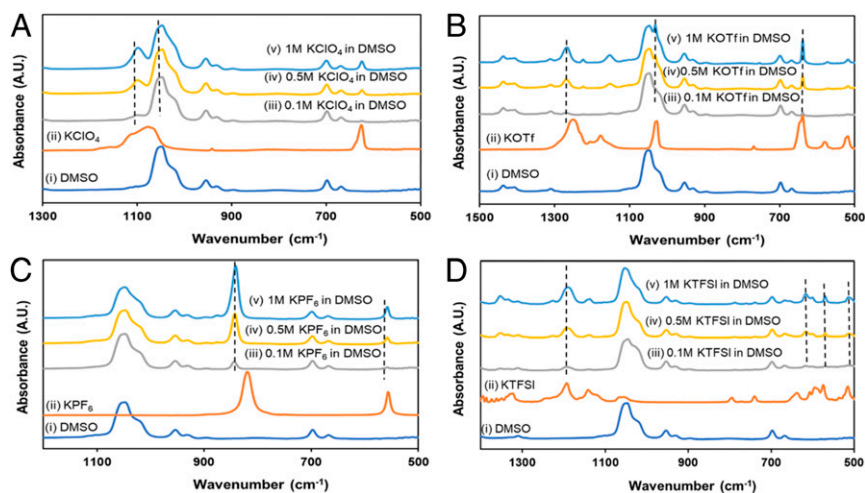 A
Absorbance (A.U.)
(v) 1M KClO4 in DMSO
(iv) 0.5M KClO4 in DMSO
(iii) 0.1M KClO4 in DMSO
(ii) KClO4
(i) DMSO
1300 1100 900 700 500
Wavenumber (cm-1)
B
Absorbance (A.U.)
(v) 1M KOTf in DMSO
(iv)0.5M KOTf in DMSO
(iii) 0.1M KOTf in DMSO
(ii) KOTf
(i) DMSO
1500 1300 1100 900 700 500
Wavenumber (cm-1)
C
Absorbance (A.U.)
(v) 1M KPF6 in DMSO
(iv) 0.5M KPF6 in DMSO
(iii) 0.1M KPF6 in DMSO
(ii) KPF6
(i) DMSO
1100 900 700 500
Wavenumber (cm-1)
D
Absorbance (A.U.)
(v) 1M KTFSI in DMSO
(iv) 0.5M KTFSI in DMSO
(iii) 0.1M KTFSI in DMSO
(ii) KTFSI
(i) DMSO
1300 1100 900 700 500
Wavenumber (cm-1)